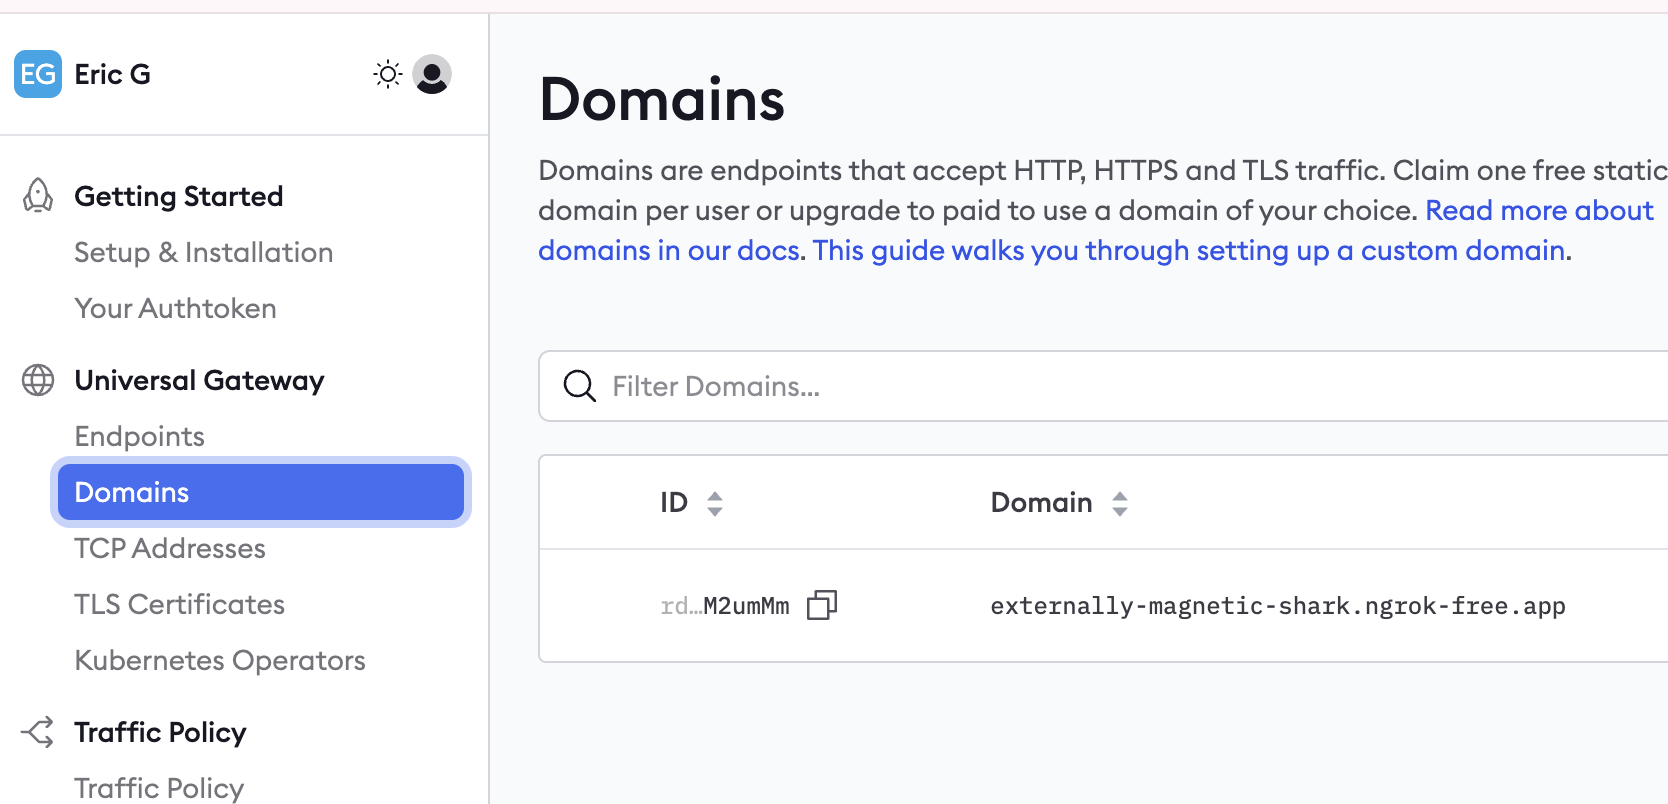 EG Eric G
Getting Started
Setup & Installation
Your Authtoken
Universal Gateway
Endpoints
Domains
TCP Addresses
TLS Certificates
Kubernetes Operators
Traffic Policy
Traffic Policy
Domains
Domains are endpoints that accept HTTP, HTTPS and TLS traffic. Claim one free static
domain per user or upgrade to paid to use a domain of your choice. Read more about
domains in our docs. This guide walks you through setting up a custom domain.
Filter Domains...
ID Domain
rd…M2umMm externally-magnetic-shark.ngrok-free.app